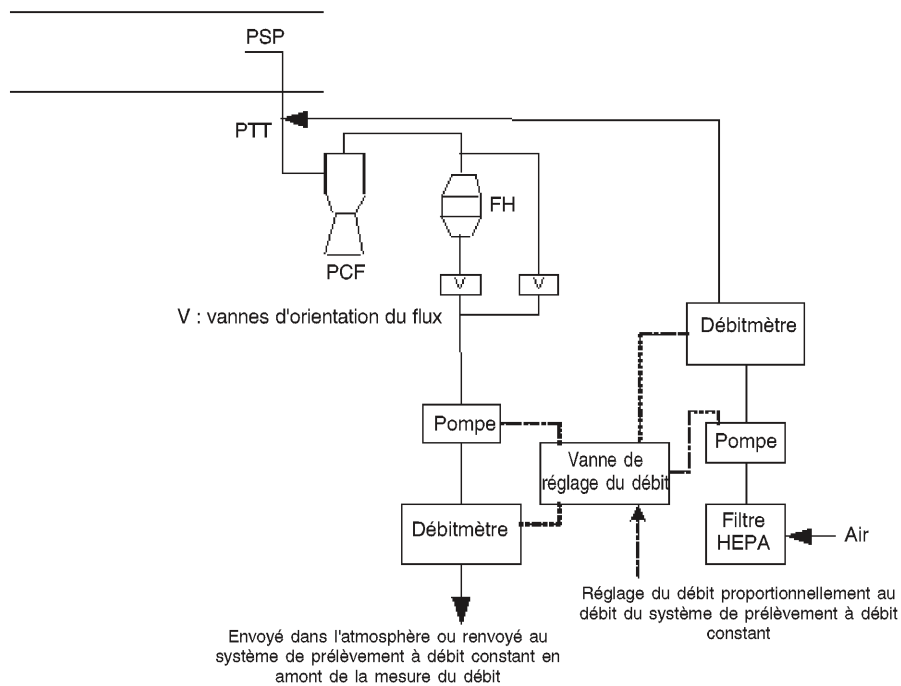 PSP
PTT
FH
PCF
V
V
V : vannes d'orientation du flux
Débitmètre
Pompe
Vanne de
réglage du débit
Pompe
Débitmètre
Filtre
HEPA
Air
Réglage du débit proportionnellement au
débit du système de prélèvement à débit
constant
Envoyé dans l'atmosphère ou renvoyé au
système de prélèvement à débit constant en
amont de la mesure du débit